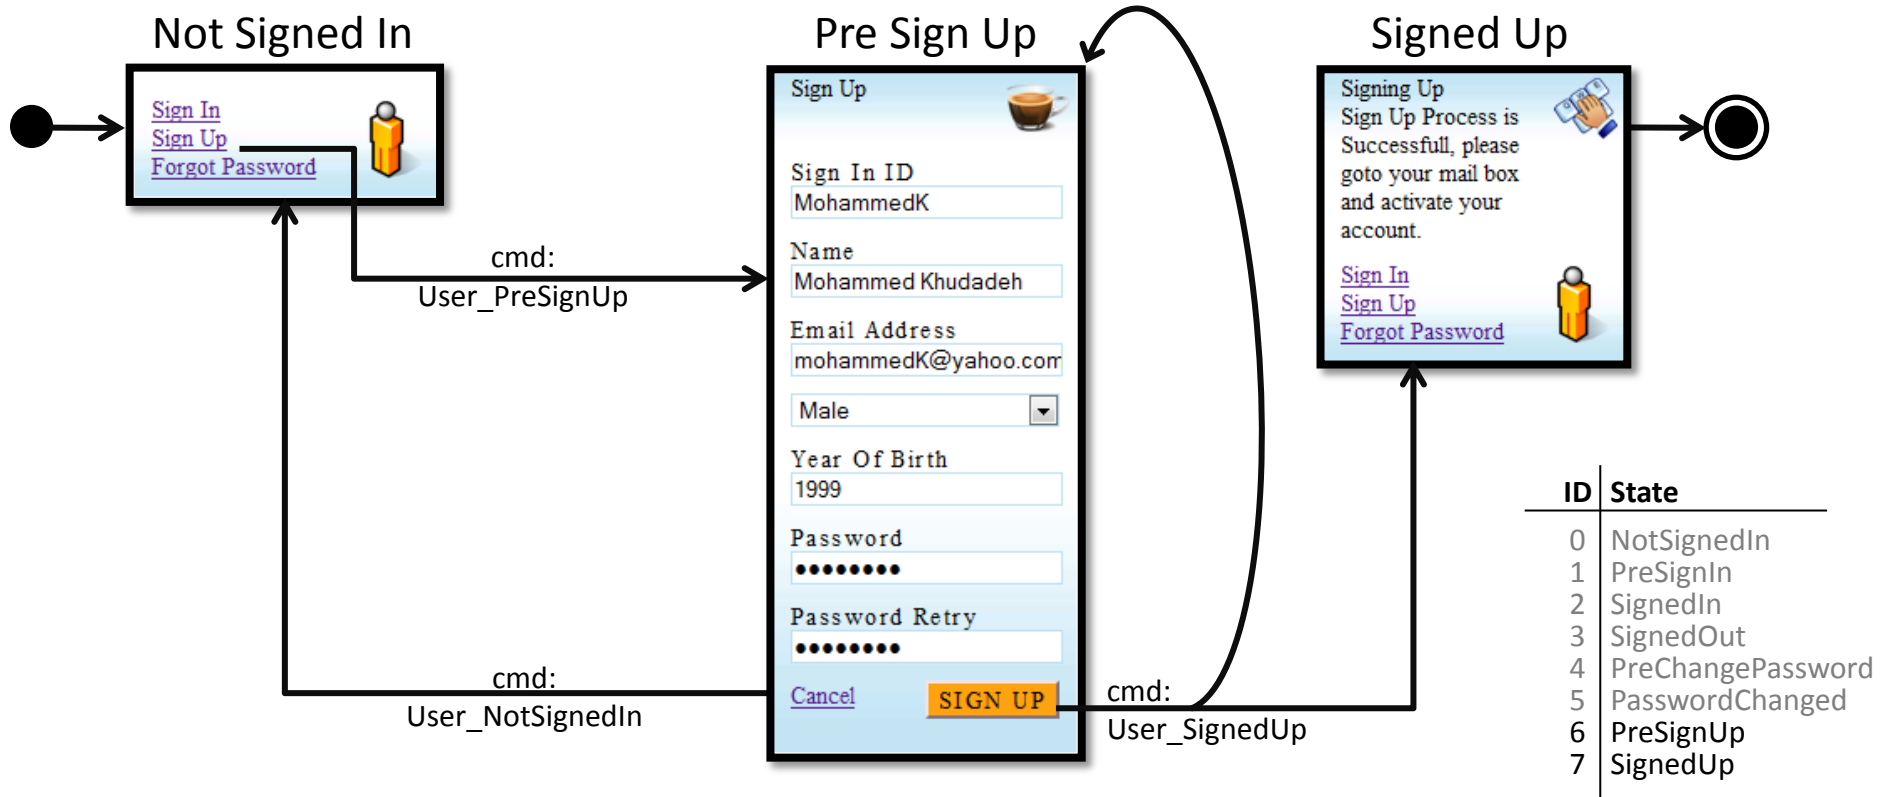 Not Signed In
Sign In
Sign Up
Forgot Password
cmd:
User_PreSignUp
cmd:
User_NotSignedIn
Pre Sign Up
Sign Up
Sign In ID
MohammedK
Name
Mohammed Khudadeh
Email Address
mohammedK@yahoo.com
Male
Year Of Birth
1999
Password
●●●●●●●●
Password Retry
●●●●●●●●
Cancel
SIGN UP
cmd:
User_SignedUp
Signed Up
Signing Up
Sign Up Process is
Successfull, please
goto your mail box
and activate your
account.
Sign In
Sign Up
Forgot Password
ID State
0 NotSignedIn
1 PreSignIn
2 SignedIn
3 SignedOut
4 PreChangePassword
5 PasswordChanged
6 PreSignUp
7 SignedUp